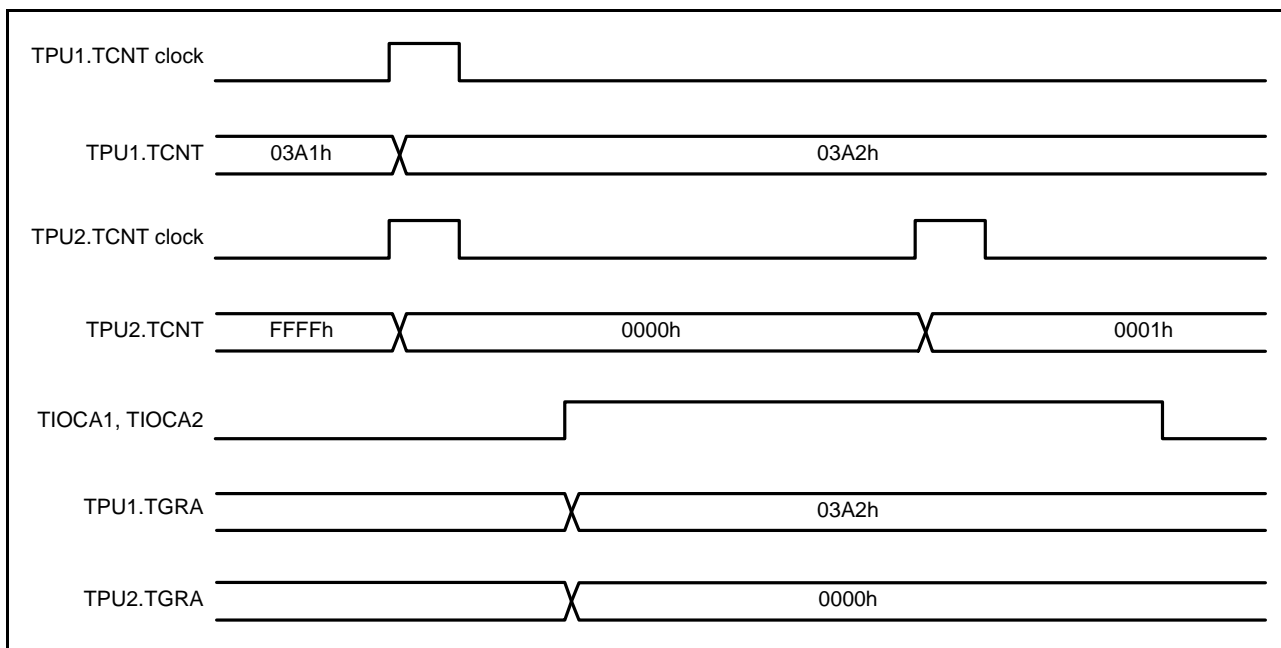 TPU1.TCNT clock
TPU1.TCNT 03A1h 03A2h
TPU2.TCNT clock
TPU2.TCNT FFFFh 0000h 0001h
TIOCA1, TIOCA2
TPU1.TGRA 03A2h
TPU2.TGRA 0000h